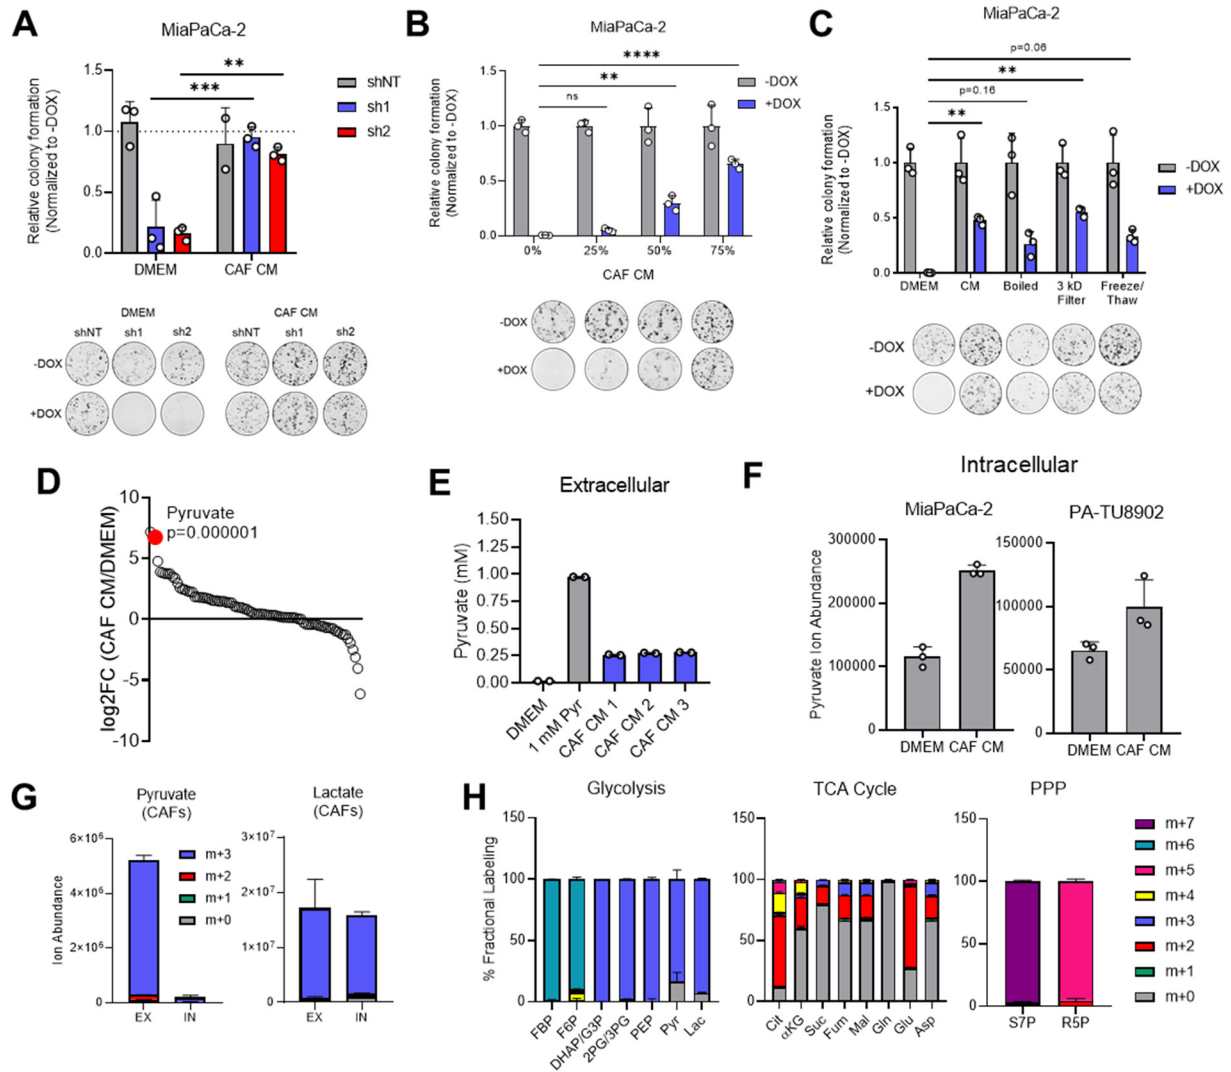 A
MiaPaCa-2
Relative colony formation
(Normalized to -DOX)
1.5
1.0
0.5
0.0
**
***
shNT
sh1
sh2
DMEM
CAF CM
DMEM
CAF CM
shNT
sh1
sh2
shNT
sh1
sh2
-DOX
+DOX
B
MiaPaCa-2
Relative colony formation
(Normalized to -DOX)
1.5
1.0
0.5
0.0
****
**
ns
-DOX
+DOX
0%
25%
50%
75%
CAF CM
-DOX
+DOX
C
MiaPaCa-2
Relative colony formation
(Normalized to -DOX)
1.5
1.0
0.5
0.0
p=0.06
**
p=0.16
**
-DOX
+DOX
DMEM
CM
Boiled
3 kD
Filter
Freeze/
Thaw
-DOX
+DOX
D
log2FC (CAF CM/DMEM)
10
5
0
-5
-10
Pyruvate
p=0.000001
E
Extracellular
Pyruvate (mM)
1.50
1.25
1.00
0.75
0.50
0.25
0.00
DMEM
1 mM Pyr
CAF CM 1
CAF CM 2
CAF CM 3
F
Intracellular
MiaPaCa-2
PA-TU8902
Pyruvate Ion Abundance
300000
200000
100000
0
DMEM
CAF CM
150000
100000
50000
0
DMEM
CAF CM
G
Pyruvate
(CAFs)
Ion Abundance
6×10⁶
4×10⁶
2×10⁶
0
EX
IN
m+3
m+2
m+1
m+0
Lactate
(CAFs)
3×10⁷
2×10⁷
1×10⁷
0
EX
IN
H
Glycolysis
% Fractional Labeling
150
100
50
0
FBP
F6P
DHAP/G3P
2PG/3PG
PEP
Pyr
Lac
TCA Cycle
150
100
50
0
Cit
αKG
Suc
Fum
Mal
Gln
Glu
Asp
PPP
150
100
50
0
S7P
R5P
m+7
m+6
m+5
m+4
m+3
m+2
m+1
m+0